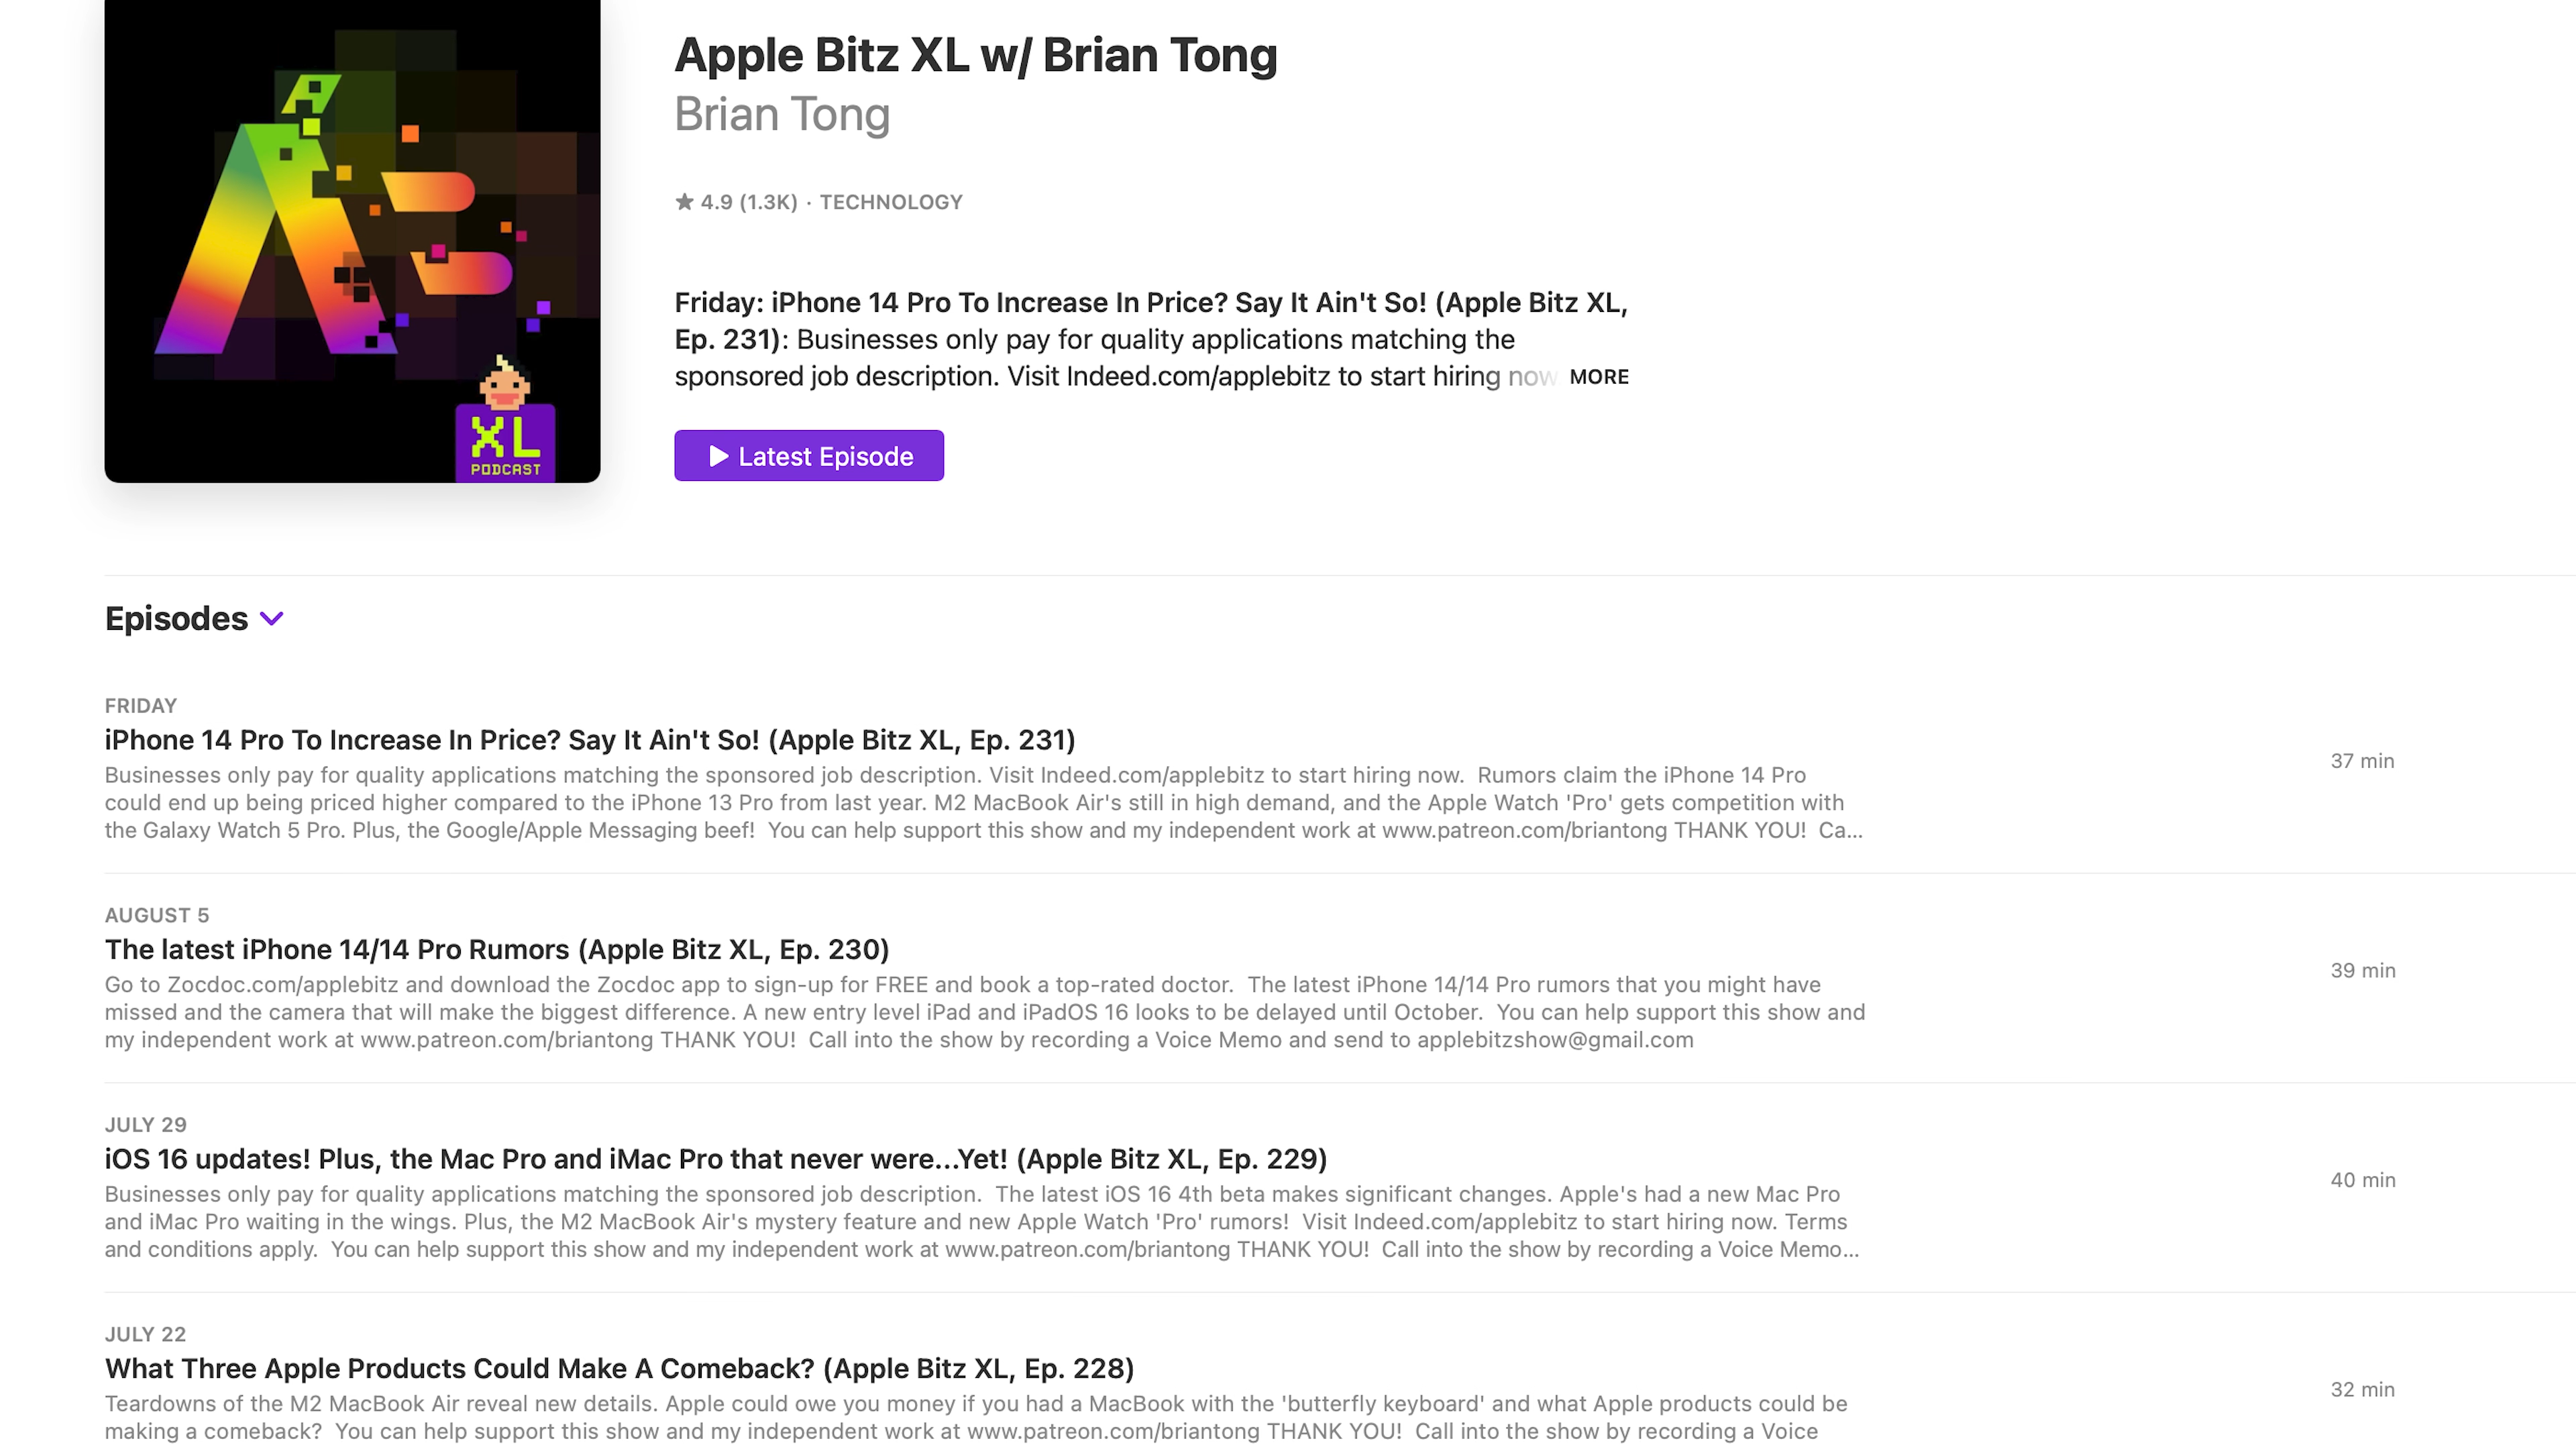 Apple Bitz XL w/ Brian Tong
Brian Tong
★ 4.9 (1.3K) · TECHNOLOGY
Friday: iPhone 14 Pro To Increase In Price? Say It Ain't So! (Apple Bitz XL,
Ep. 231): Businesses only pay for quality applications matching the
sponsored job description. Visit Indeed.com/applebitz to start hiring now MORE
XL
PODCAST
Latest Episode
Episodes
FRIDAY
iPhone 14 Pro To Increase In Price? Say It Ain't So! (Apple Bitz XL, Ep. 231)
Businesses only pay for quality applications matching the sponsored job description. Visit Indeed.com/applebitz to start hiring now.  Rumors claim the iPhone 14 Pro
could end up being priced higher compared to the iPhone 13 Pro from last year. M2 MacBook Air's still in high demand, and the Apple Watch 'Pro' gets competition with
the Galaxy Watch 5 Pro. Plus, the Google/Apple Messaging beef!  You can help support this show and my independent work at www.patreon.com/briantong THANK YOU!  Ca...
37 min
AUGUST 5
The latest iPhone 14/14 Pro Rumors (Apple Bitz XL, Ep. 230)
Go to Zocdoc.com/applebitz and download the Zocdoc app to sign-up for FREE and book a top-rated doctor.  The latest iPhone 14/14 Pro rumors that you might have
missed and the camera that will make the biggest difference. A new entry level iPad and iPadOS 16 looks to be delayed until October.  You can help support this show and
my independent work at www.patreon.com/briantong THANK YOU!  Call into the show by recording a Voice Memo and send to applebitzshow@gmail.com
39 min
JULY 29
iOS 16 updates! Plus, the Mac Pro and iMac Pro that never were...Yet! (Apple Bitz XL, Ep. 229)
Businesses only pay for quality applications matching the sponsored job description.  The latest iOS 16 4th beta makes significant changes. Apple's had a new Mac Pro
and iMac Pro waiting in the wings. Plus, the M2 MacBook Air's mystery feature and new Apple Watch 'Pro' rumors!  Visit Indeed.com/applebitz to start hiring now. Terms
and conditions apply.  You can help support this show and my independent work at www.patreon.com/briantong THANK YOU!  Call into the show by recording a Voice Memo...
40 min
JULY 22
What Three Apple Products Could Make A Comeback? (Apple Bitz XL, Ep. 228)
Teardowns of the M2 MacBook Air reveal new details. Apple could owe you money if you had a MacBook with the 'butterfly keyboard' and what Apple products could be
making a comeback?  You can help support this show and my independent work at www.patreon.com/briantong THANK YOU!  Call into the show by recording a Voice
32 min